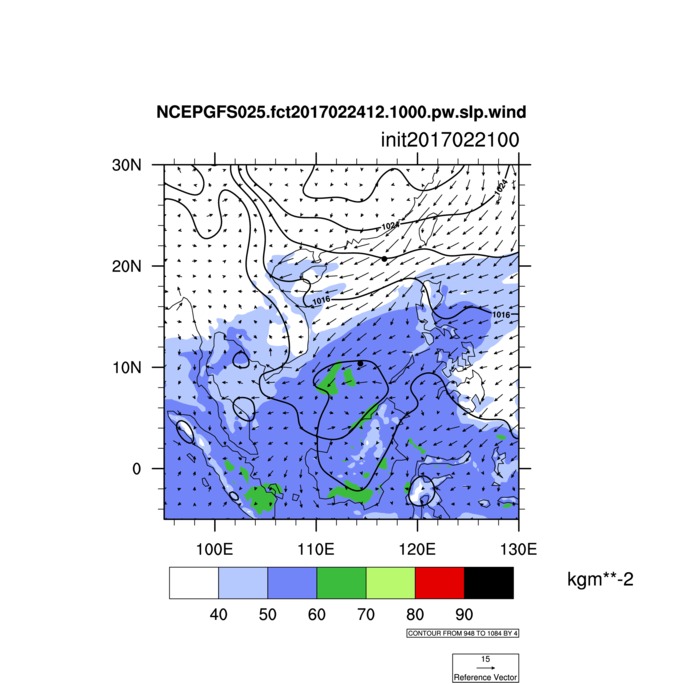 NCEPGFS025.fct2017022412.1000.pw.slp.wind
init2017022100
30N
1024
1024
20N
1016
1016
10N
0
100E 110E 120E 130E
kgm**-2
40 50 60 70 80 90
CONTOUR FROM 948 TO 1084 BY 4
15
Reference Vector